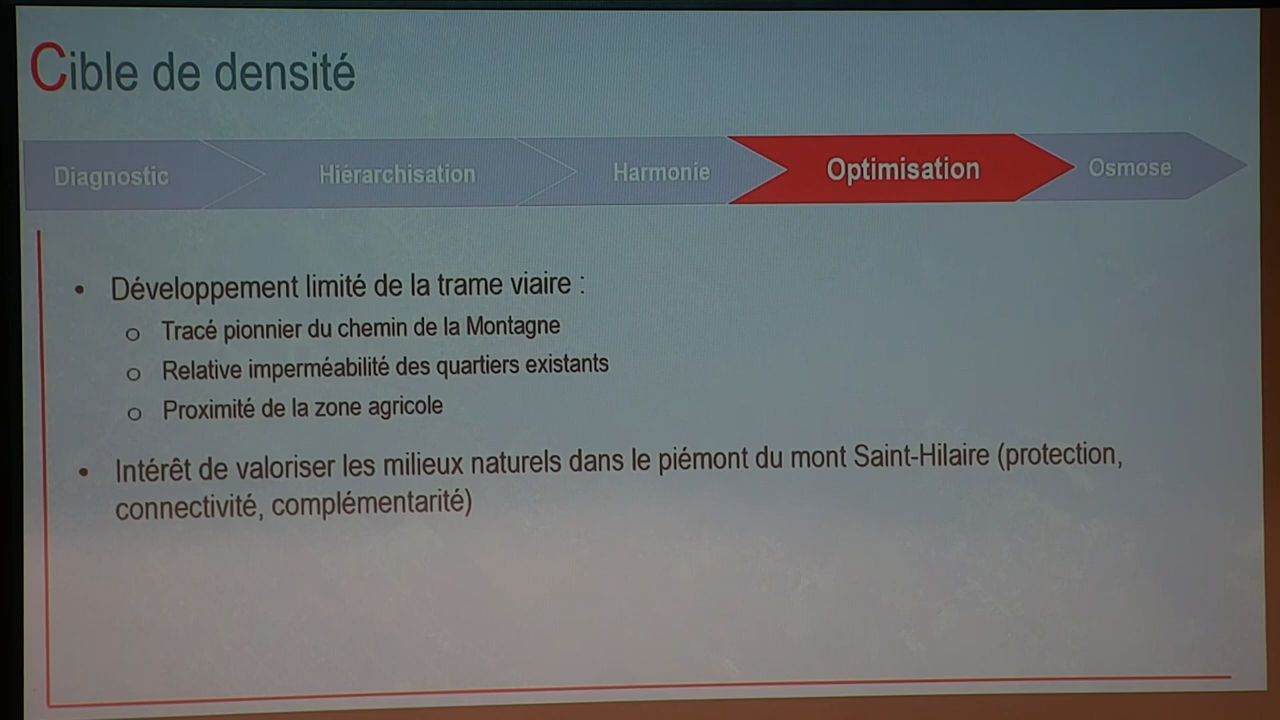 Cible de densité
Diagnostic
Hiérarchisation
Harmonie
Optimisation
Osmose
• Développement limité de la trame viaire :
o Tracé pionnier du chemin de la Montagne
o Relative imperméabilité des quartiers existants
o Proximité de la zone agricole
• Intérêt de valoriser les milieux naturels dans le piémont du mont Saint-Hilaire (protection,
connectivité, complémentarité)